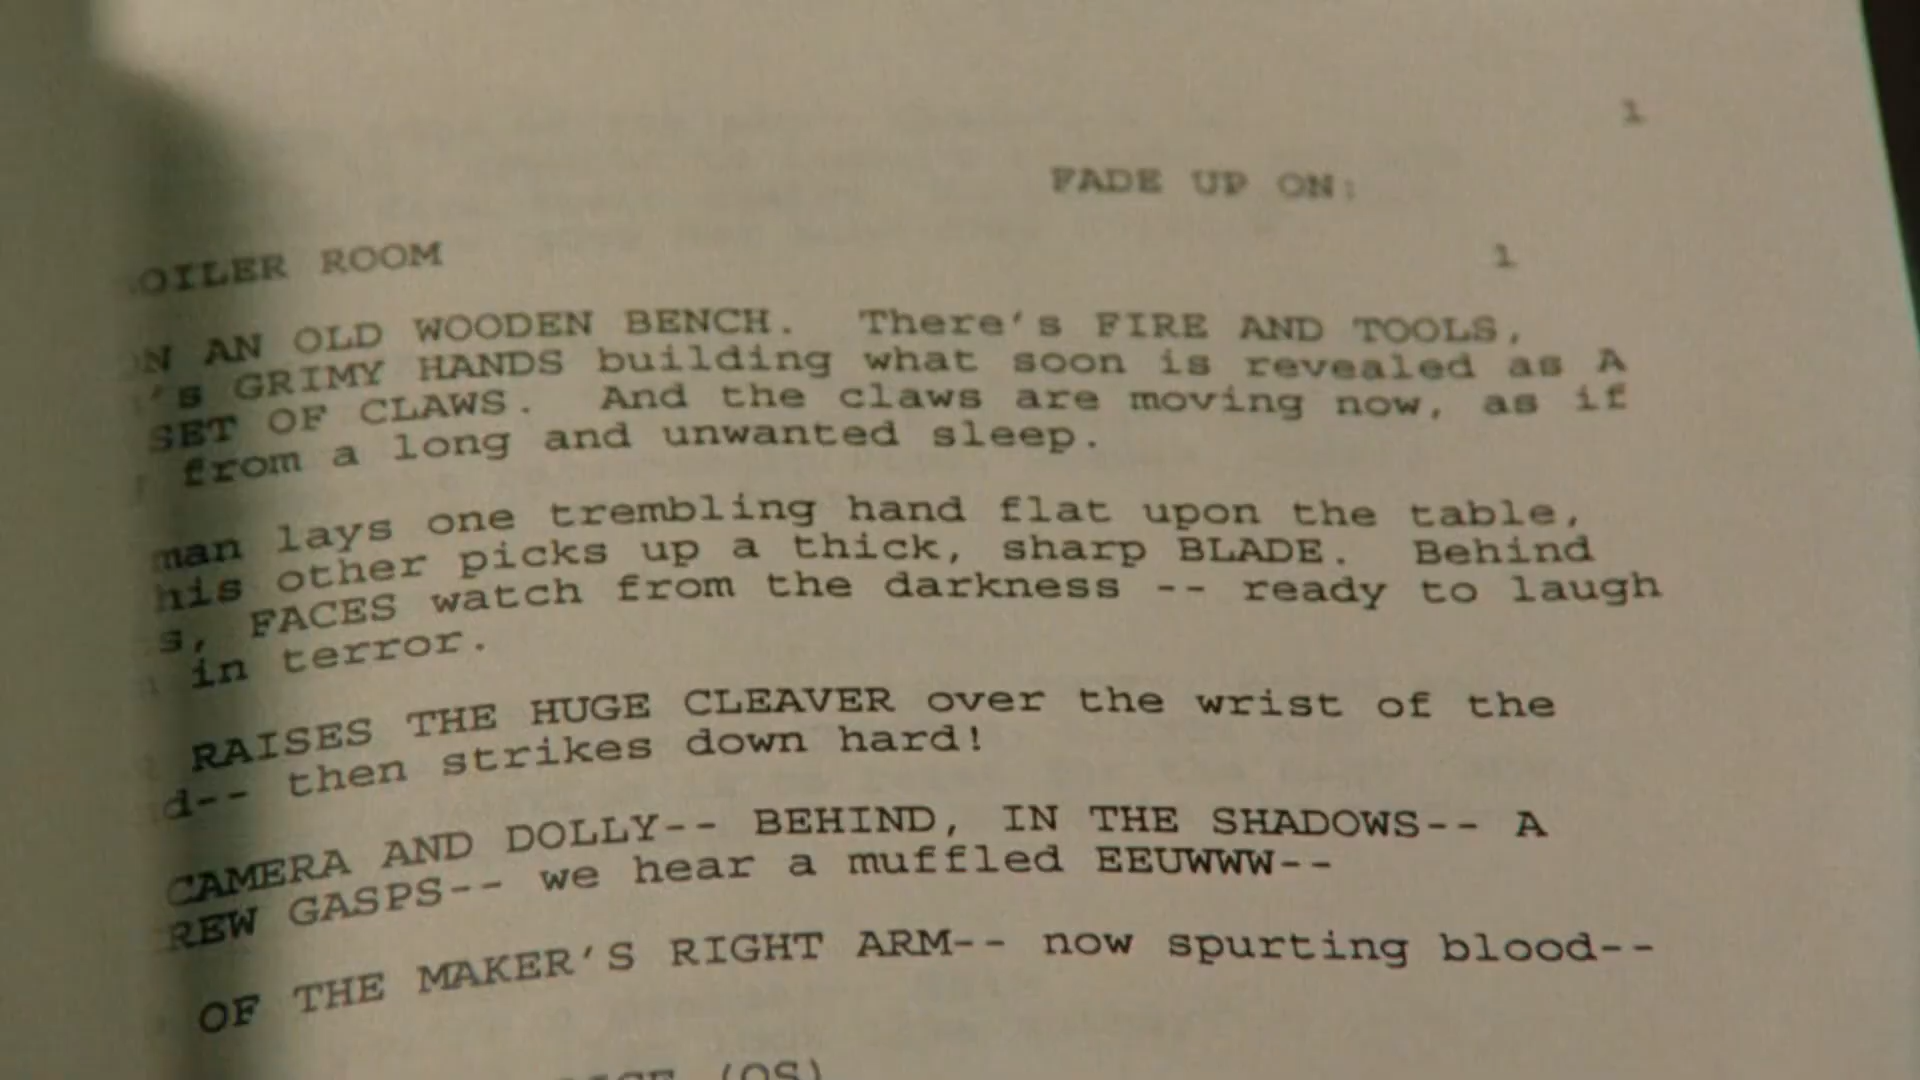 1
FADE UP ON:
OILER ROOM 1
N AN OLD WOODEN BENCH. There's FIRE AND TOOLS,
'S GRIMY HANDS building what soon is revealed as A
SET OF CLAWS. And the claws are moving now, as if
from a long and unwanted sleep.
man lays one trembling hand flat upon the table,
his other picks up a thick, sharp BLADE. Behind
s, FACES watch from the darkness -- ready to laugh
in terror.
RAISES THE HUGE CLEAVER over the wrist of the
d-- then strikes down hard!
CAMERA AND DOLLY-- BEHIND, IN THE SHADOWS-- A
REW GASPS-- we hear a muffled EEUWWW--
OF THE MAKER'S RIGHT ARM-- now spurting blood--
(OS)